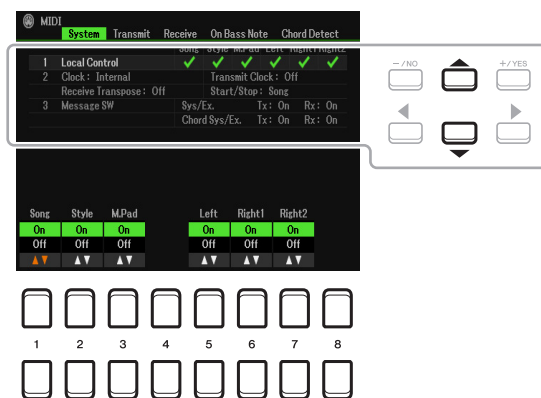 MIDI
System Transmit Receive On Bass Note Chord Detect
Song Style M.Pad Left Right1 Right2
1 Local Control
2 Clock: Internal Transmit Clock: Off
Receive Transpose: Off Start/Stop: Song
3 Message SW Sys/Ex. Tx: On Rx: On
Chord Sys/Ex. Tx: On Rx: On
-/NO +/YES
Song Style M.Pad Left Right1 Right2
On On On On On On
Off Off Off Off Off Off
1 2 3 4 5 6 7 8